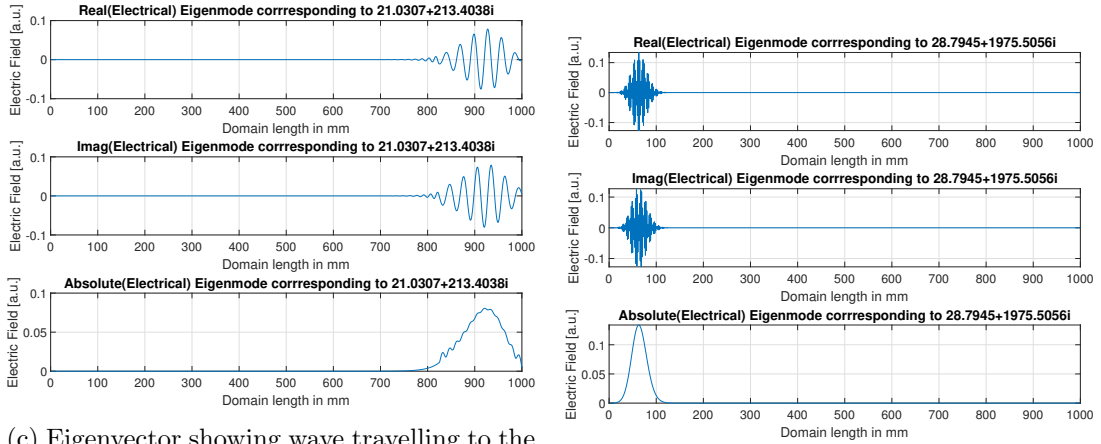 Real(Electrical) Eigenmode corrresponding to 21.0307+213.4038i
Electric Field [a.u.]
0.1
0
-0.1
0 100 200 300 400 500 600 700 800 900 1000
Domain length in mm
Imag(Electrical) Eigenmode corrresponding to 21.0307+213.4038i
Electric Field [a.u.]
0.1
0
-0.1
0 100 200 300 400 500 600 700 800 900 1000
Domain length in mm
Absolute(Electrical) Eigenmode corrresponding to 21.0307+213.4038i
Electric Field [a.u.]
0.1
0.05
0
0 100 200 300 400 500 600 700 800 900 1000
Domain length in mm
(c) Eigenvector showing wave travelling to the
Real(Electrical) Eigenmode corrresponding to 28.7945+1975.5056i
Electric Field [a.u.]
0.1
0
-0.1
0 100 200 300 400 500 600 700 800 900 1000
Domain length in mm
Imag(Electrical) Eigenmode corrresponding to 28.7945+1975.5056i
Electric Field [a.u.]
0.1
0
-0.1
0 100 200 300 400 500 600 700 800 900 1000
Domain length in mm
Absolute(Electrical) Eigenmode corrresponding to 28.7945+1975.5056i
Electric Field [a.u.]
0.1
0.05
0
0 100 200 300 400 500 600 700 800 900 1000
Domain length in mm